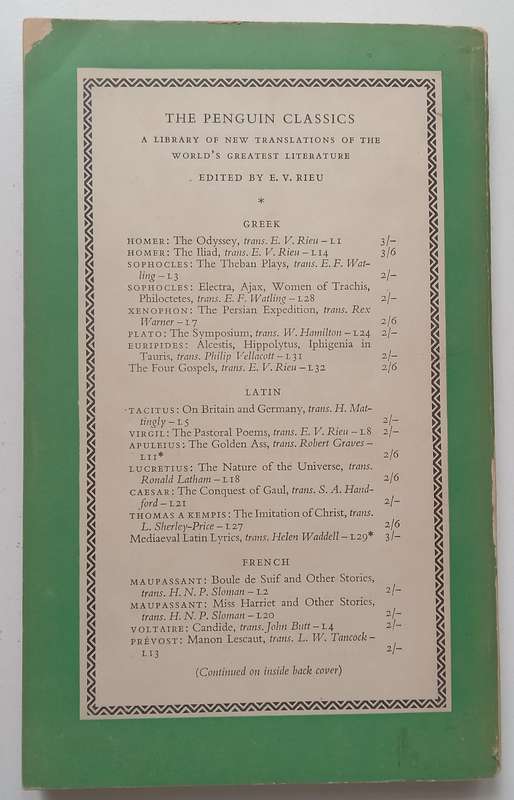 THE PENGUIN CLASSICS
A LIBRARY OF NEW TRANSLATIONS OF THE
WORLD'S GREATEST LITERATURE
EDITED BY E. V. RIEU
*
GREEK
HOMER: The Odyssey, trans. E. V. Rieu – L1 3/–
HOMER: The Iliad, trans. E. V. Rieu – L14 3/6
SOPHOCLES: The Theban Plays, trans. E. F. Wat-
ling – L3 2/–
SOPHOCLES: Electra, Ajax, Women of Trachis,
Philoctetes, trans. E. F. Watling – L28 2/–
XENOPHON: The Persian Expedition, trans. Rex
Warner – L7 2/6
PLATO: The Symposium, trans. W. Hamilton – L24 2/–
EURIPIDES: Alcestis, Hippolytus, Iphigenia in
Tauris, trans. Philip Vellacott – L31 2/–
The Four Gospels, trans. E. V. Rieu – L32 2/6
LATIN
TACITUS: On Britain and Germany, trans. H. Mat-
tingly – L5 2/–
VIRGIL: The Pastoral Poems, trans. E. V. Rieu – L8 2/–
APULEIUS: The Golden Ass, trans. Robert Graves –
L11* 2/6
LUCRETIUS: The Nature of the Universe, trans.
Ronald Latham – L18 2/6
CAESAR: The Conquest of Gaul, trans. S. A. Hand-
ford – L21 2/–
THOMAS A KEMPIS: The Imitation of Christ, trans.
L. Sherley-Price – L27 2/6
Mediaeval Latin Lyrics, trans. Helen Waddell – L29* 3/–
FRENCH
MAUPASSANT: Boule de Suif and Other Stories,
trans. H. N. P. Sloman – L2 2/–
MAUPASSANT: Miss Harriet and Other Stories,
trans. H. N. P. Sloman – L20 2/–
VOLTAIRE: Candide, trans. John Butt – L4 2/–
PRÉVOST: Manon Lescaut, trans. L. W. Tancock –
L13 2/–
(Continued on inside back cover)